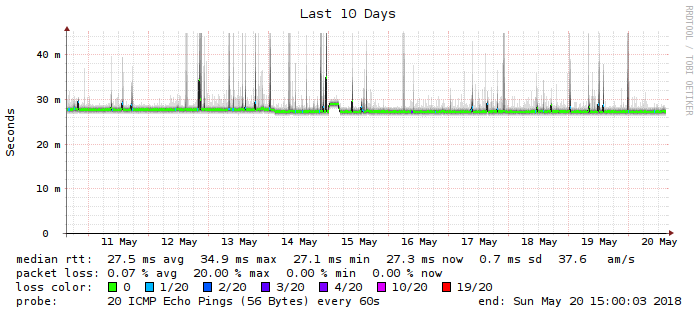 Last 10 Days
RRDTOOL / TOBI OETIKER
Seconds
40 m
30 m
20 m
10 m
0
11 May 12 May 13 May 14 May 15 May 16 May 17 May 18 May 19 May 20 May
median rtt: 27.5 ms avg 34.9 ms max 27.1 ms min 27.3 ms now 0.7 ms sd 37.6 am/s
packet loss: 0.07 % avg 20.00 % max 0.00 % min 0.00 % now
loss color: 0 1/20 2/20 3/20 4/20 10/20 19/20
probe: 20 ICMP Echo Pings (56 Bytes) every 60s end: Sun May 20 15:00:03 2018